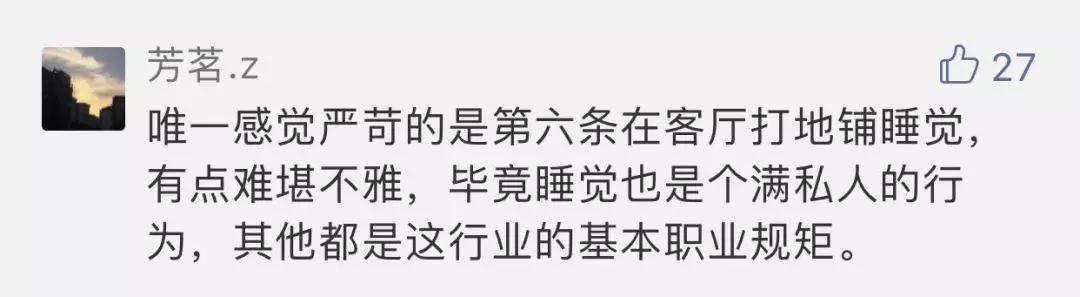 芳茗.z
27
唯一感觉严苛的是第六条在客厅打地铺睡觉，
有点难堪不雅，毕竟睡觉也是个满私人的行
为，其他都是这行业的基本职业规矩。